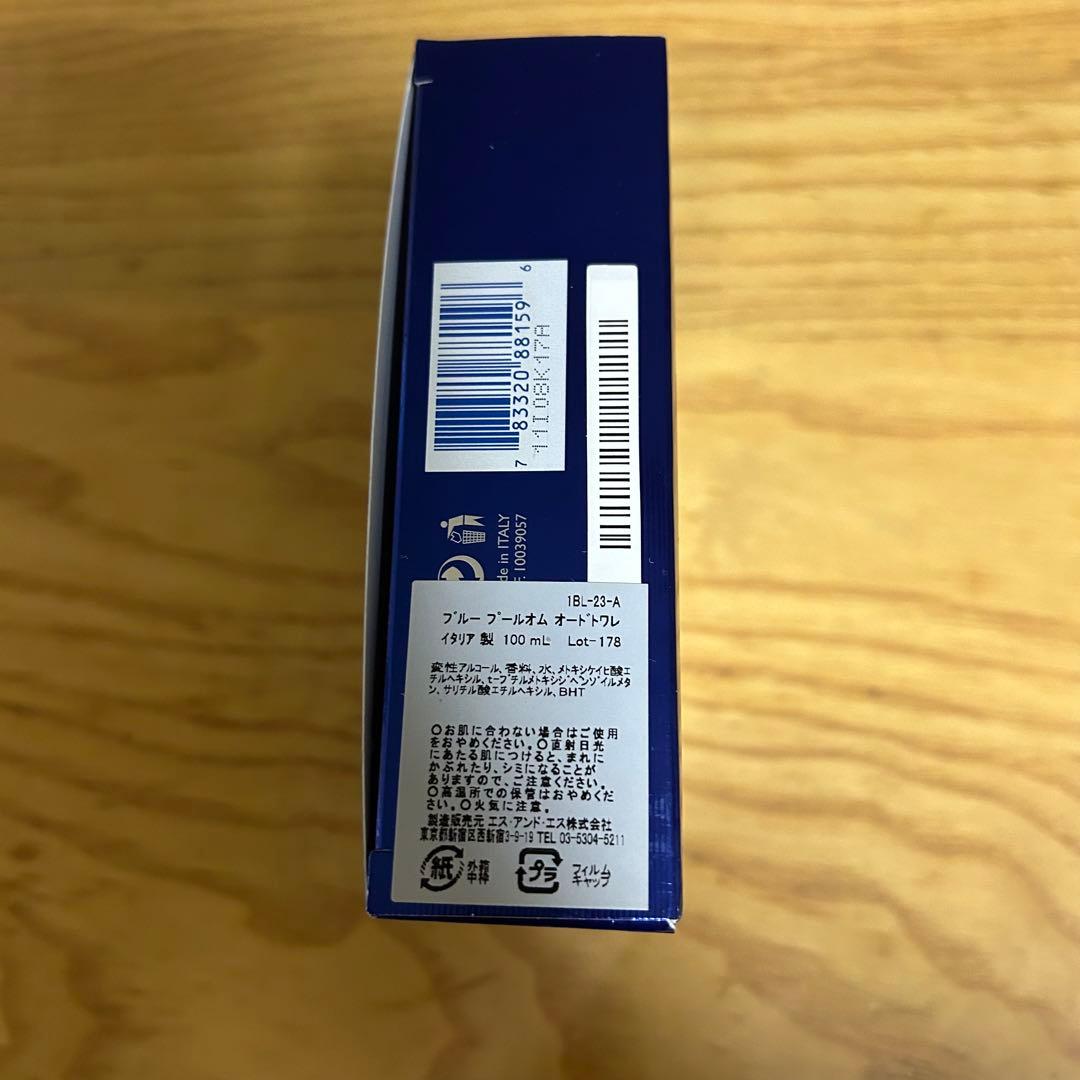 7 83320 88159 6
11I08K17A
de in ITALY
F. 10039057
1BL-23-A
ブルー プールオム オードトワレ
イタリア 製 100 mL Lot-178
変性アルコール、香料、水、メトキシケイヒ酸エ
チルヘキシル、t-ブチルメトキシジベンゾイルメタ
ン、サリチル酸エチルヘキシル、BHT
○お肌に合わない場合はご使用
をおやめください。○直射日光
にあたる肌につけると、まれに
かぶれたり、シミになることが
ありますので、ご注意ください。
○高温所での保管はおやめくだ
さい。○火気に注意。
製造販売元 エス・アンド・エス株式会社
東京都新宿区西新宿3-9-19 TEL 03-5304-5211
紙 外箱
中枠
プラ フィルム
キャップ